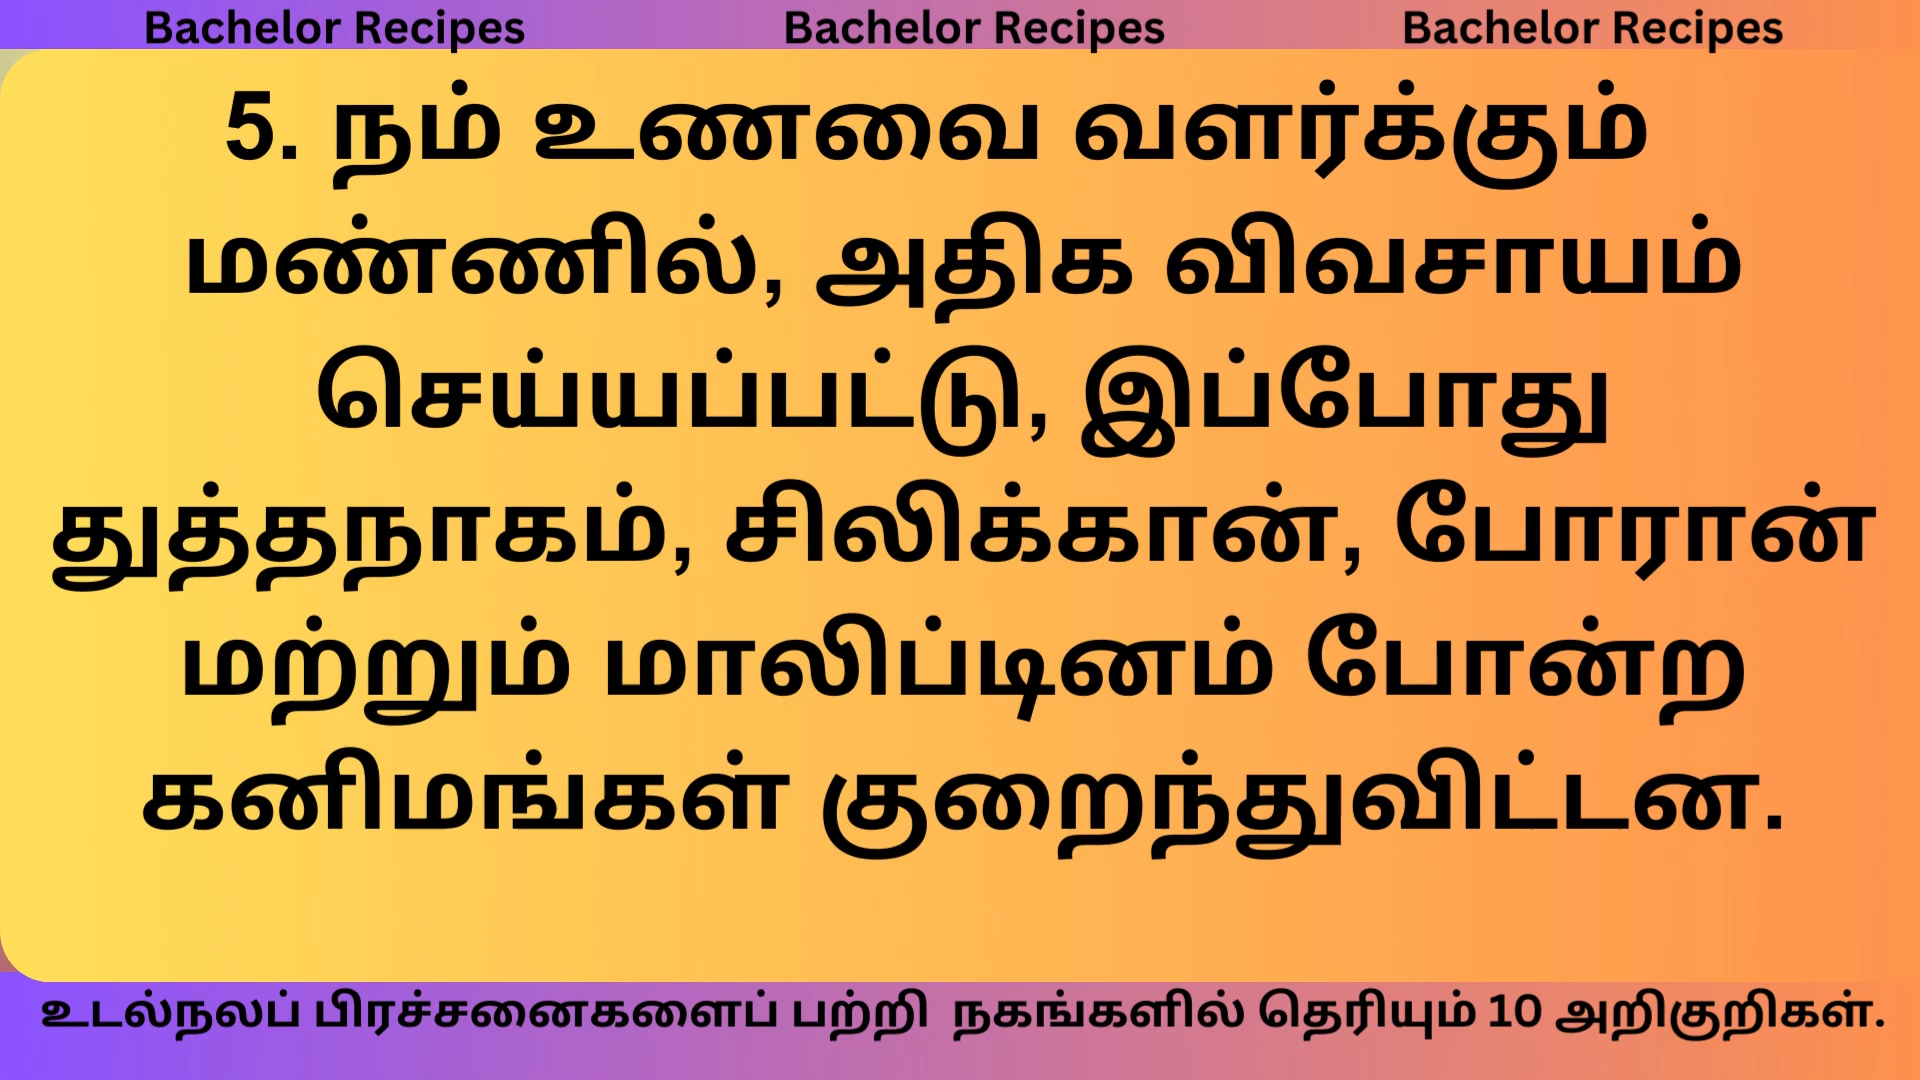 Bachelor Recipes Bachelor Recipes Bachelor Recipes
5. நம் உணவை வளர்க்கும்
மண்ணில், அதிக விவசாயம்
செய்யப்பட்டு, இப்போது
துத்தநாகம், சிலிக்கான், போரான்
மற்றும் மாலிப்டினம் போன்ற
கனிமங்கள் குறைந்துவிட்டன.
உடல்நலப் பிரச்சனைகளைப் பற்றி நகங்களில் தெரியும் 10 அறிகுறிகள்.